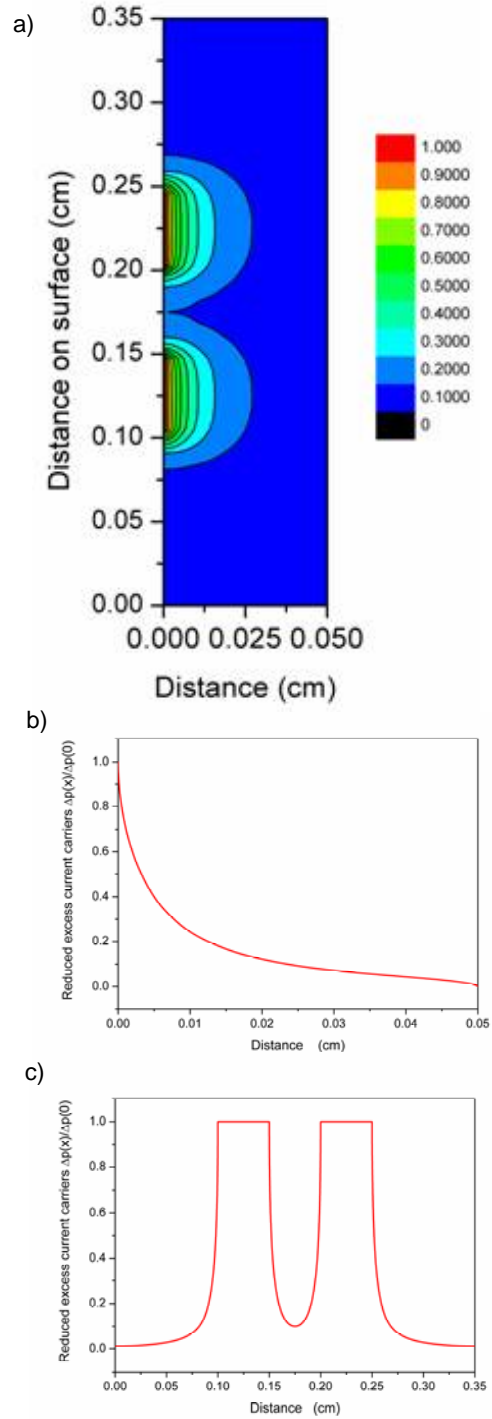 a)
0.35
0.30
0.25
0.20
0.15
0.10
0.05
0.00
Distance on surface (cm)
0.000 0.025 0.050
Distance (cm)
1.000
0.9000
0.8000
0.7000
0.6000
0.5000
0.4000
0.3000
0.2000
0.1000
0
b)
Reduced excess current carriers Δp(x)/Δp(0)
1.0
0.8
0.6
0.4
0.2
0.0
0.00 0.01 0.02 0.03 0.04 0.05
Distance (cm)
c)
Reduced excess current carriers Δp(x)/Δp(0)
1.0
0.8
0.6
0.4
0.2
0.0
0.00 0.05 0.10 0.15 0.20 0.25 0.30 0.35
Distance (cm)